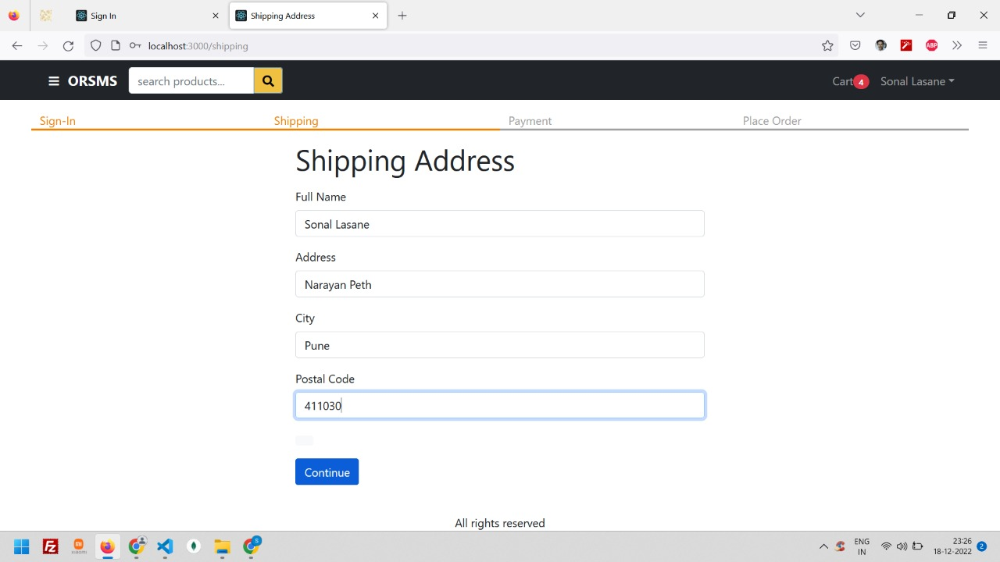 Sign In
Shipping Address
localhost:3000/shipping
ABP
ORSMS
search products...
Cart 4
Sonal Lasane
Sign-In
Shipping
Payment
Place Order
Shipping Address
Full Name
Sonal Lasane
Address
Narayan Peth
City
Pune
Postal Code
411030
Continue
All rights reserved
ENG
IN
23:26
18-12-2022
2